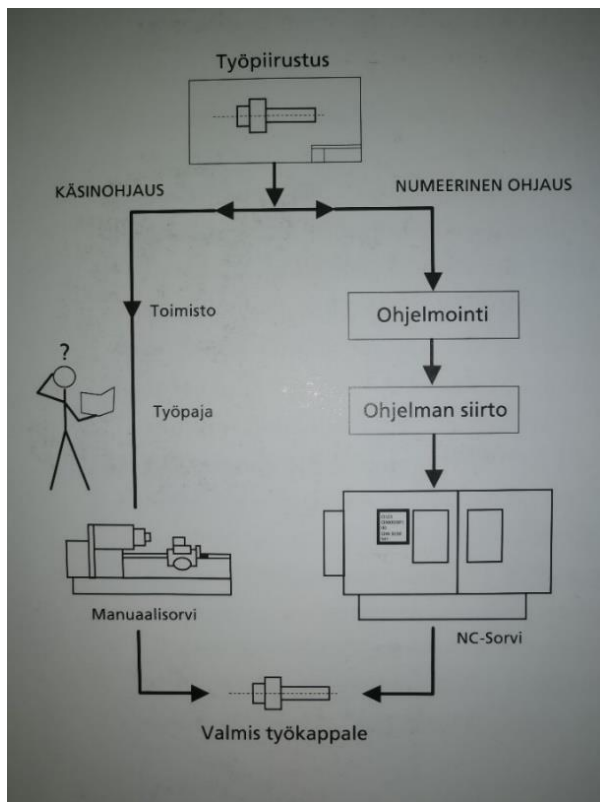 Työpiirustus
KÄSINOHJAUS
NUMEERINEN OHJAUS
Toimisto
Ohjelmointi
?
Työpaja
Ohjelman siirto
Manuaalisorvi
NC-Sorvi
Valmis työkappale